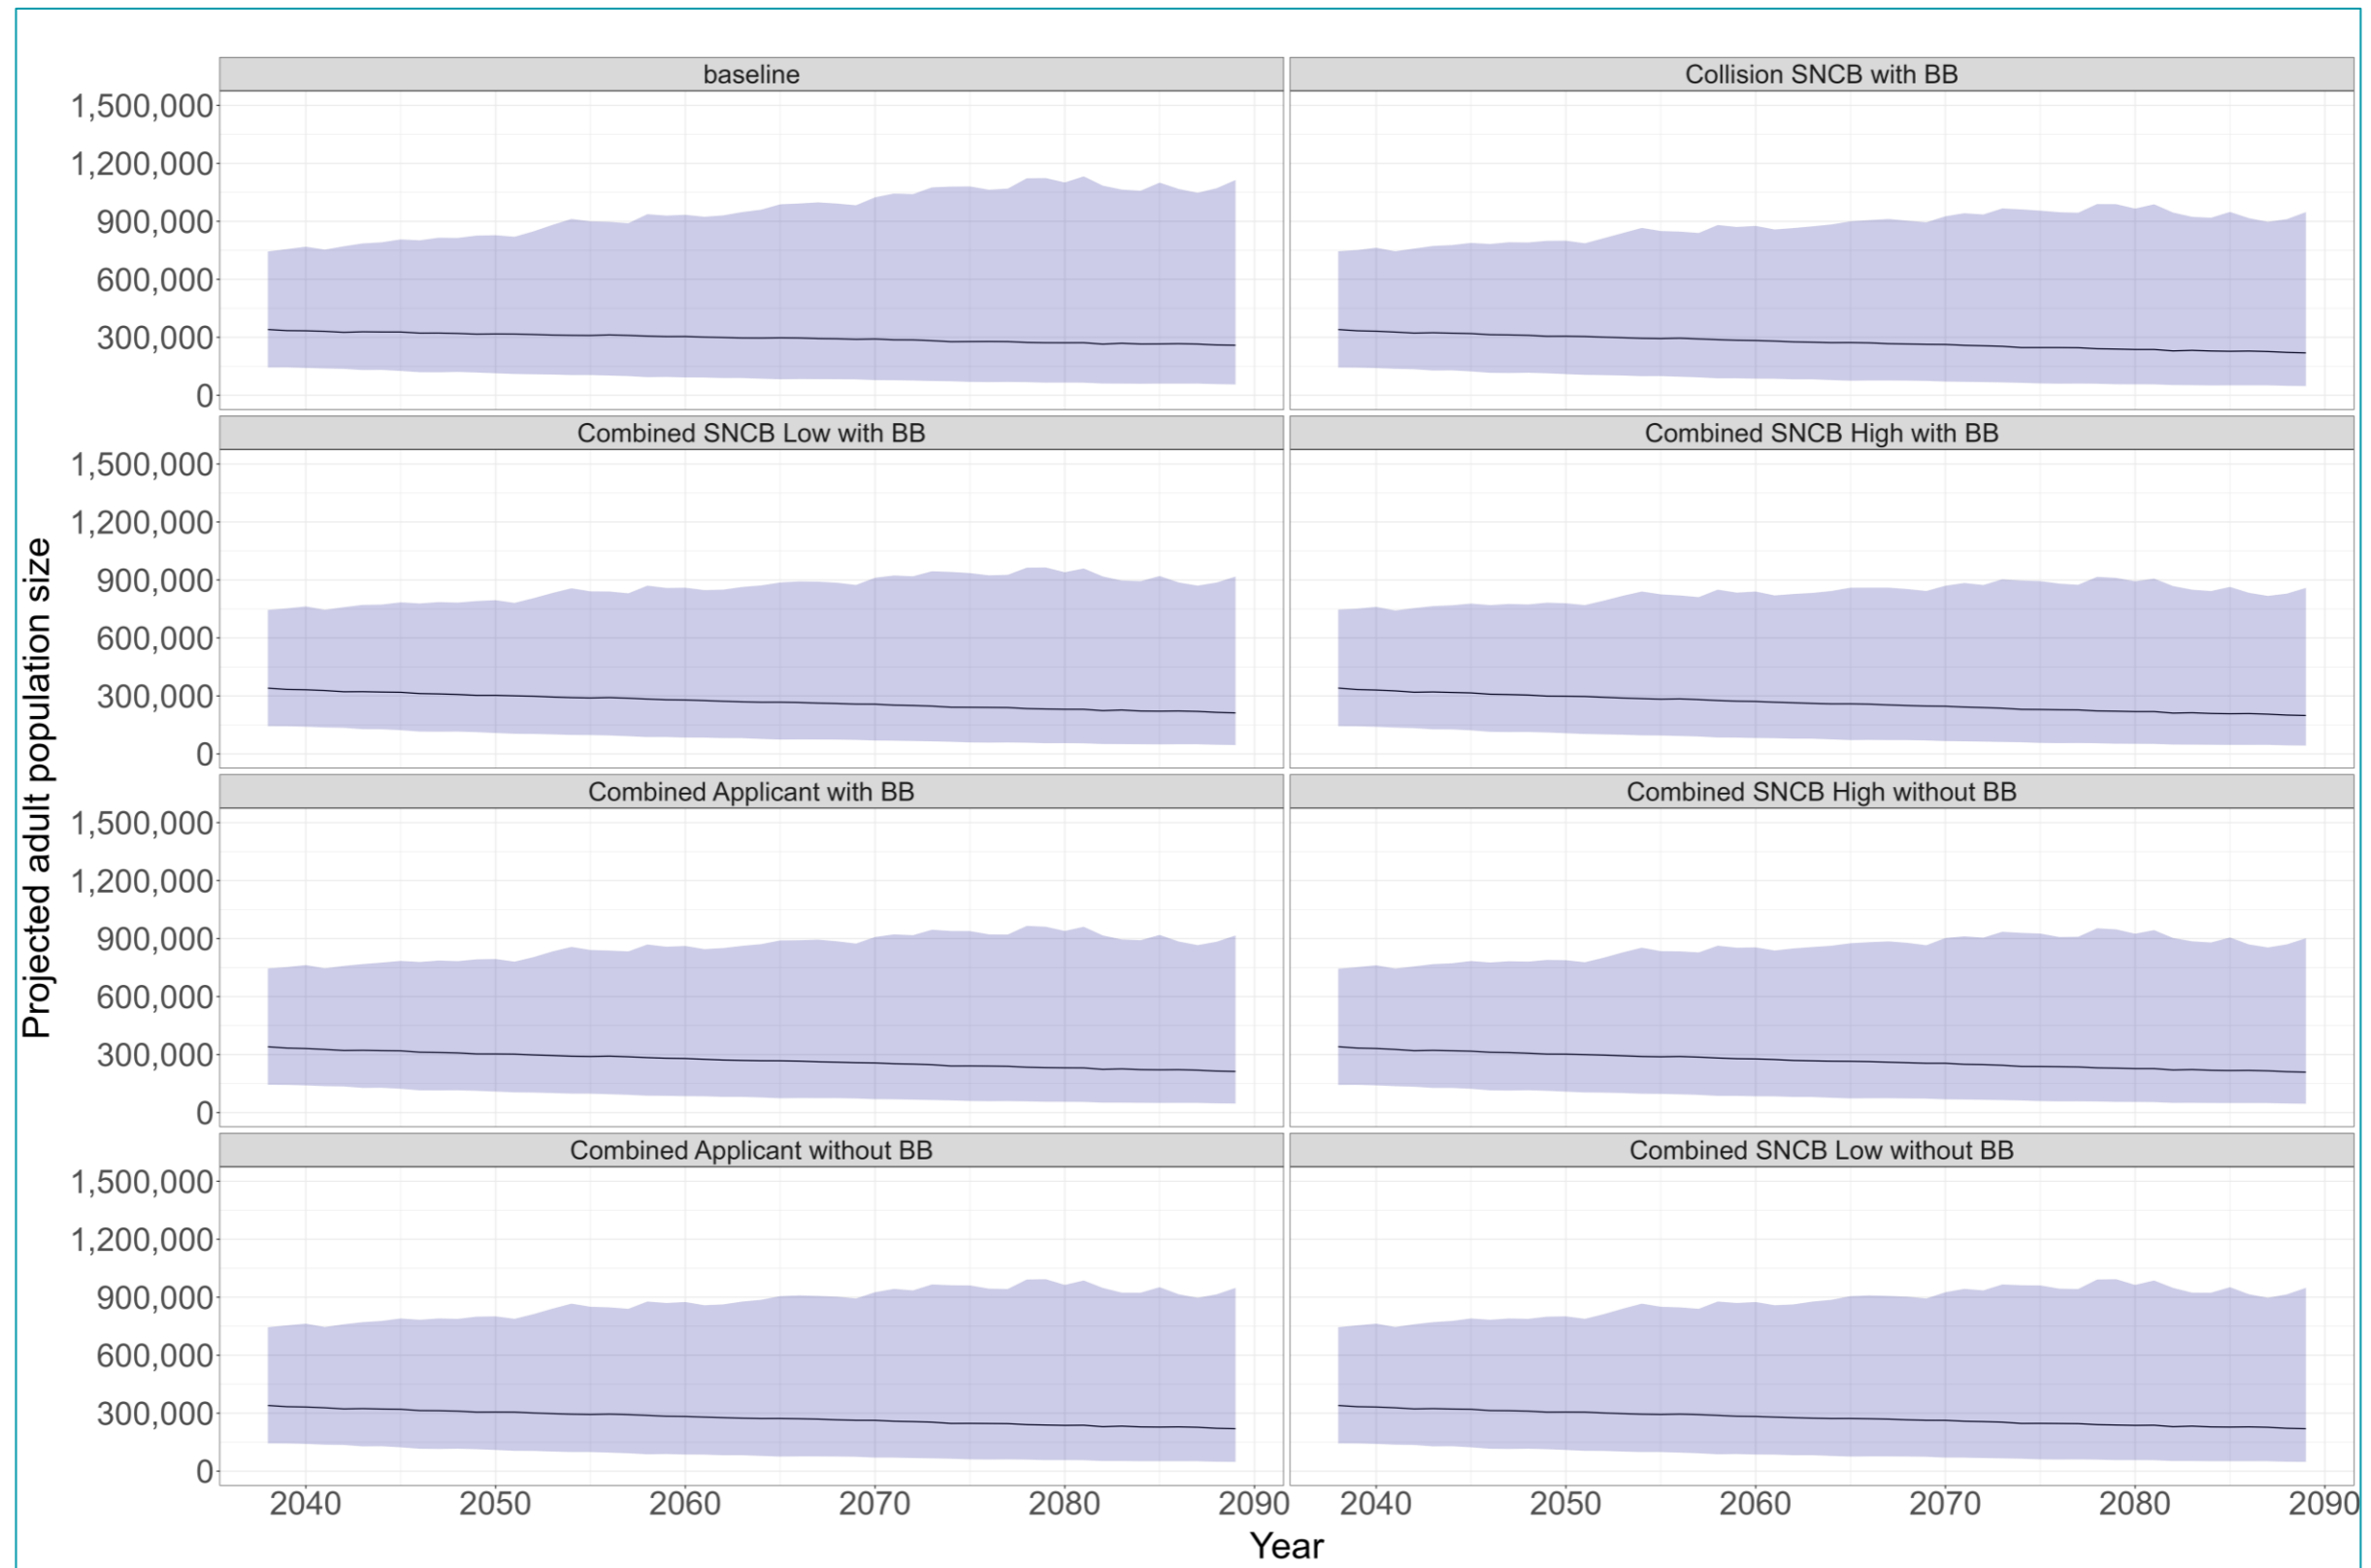 baseline
Collision SNCB with BB
1,500,000
1,200,000
900,000
600,000
300,000
0
Combined SNCB Low with BB
Combined SNCB High with BB
1,500,000
1,200,000
900,000
600,000
300,000
0
Combined Applicant with BB
Combined SNCB High without BB
1,500,000
1,200,000
900,000
600,000
300,000
0
Combined Applicant without BB
Combined SNCB Low without BB
1,500,000
1,200,000
900,000
600,000
300,000
0
Projected adult population size
2040 2050 2060 2070 2080 2090
2040 2050 2060 2070 2080 2090
Year